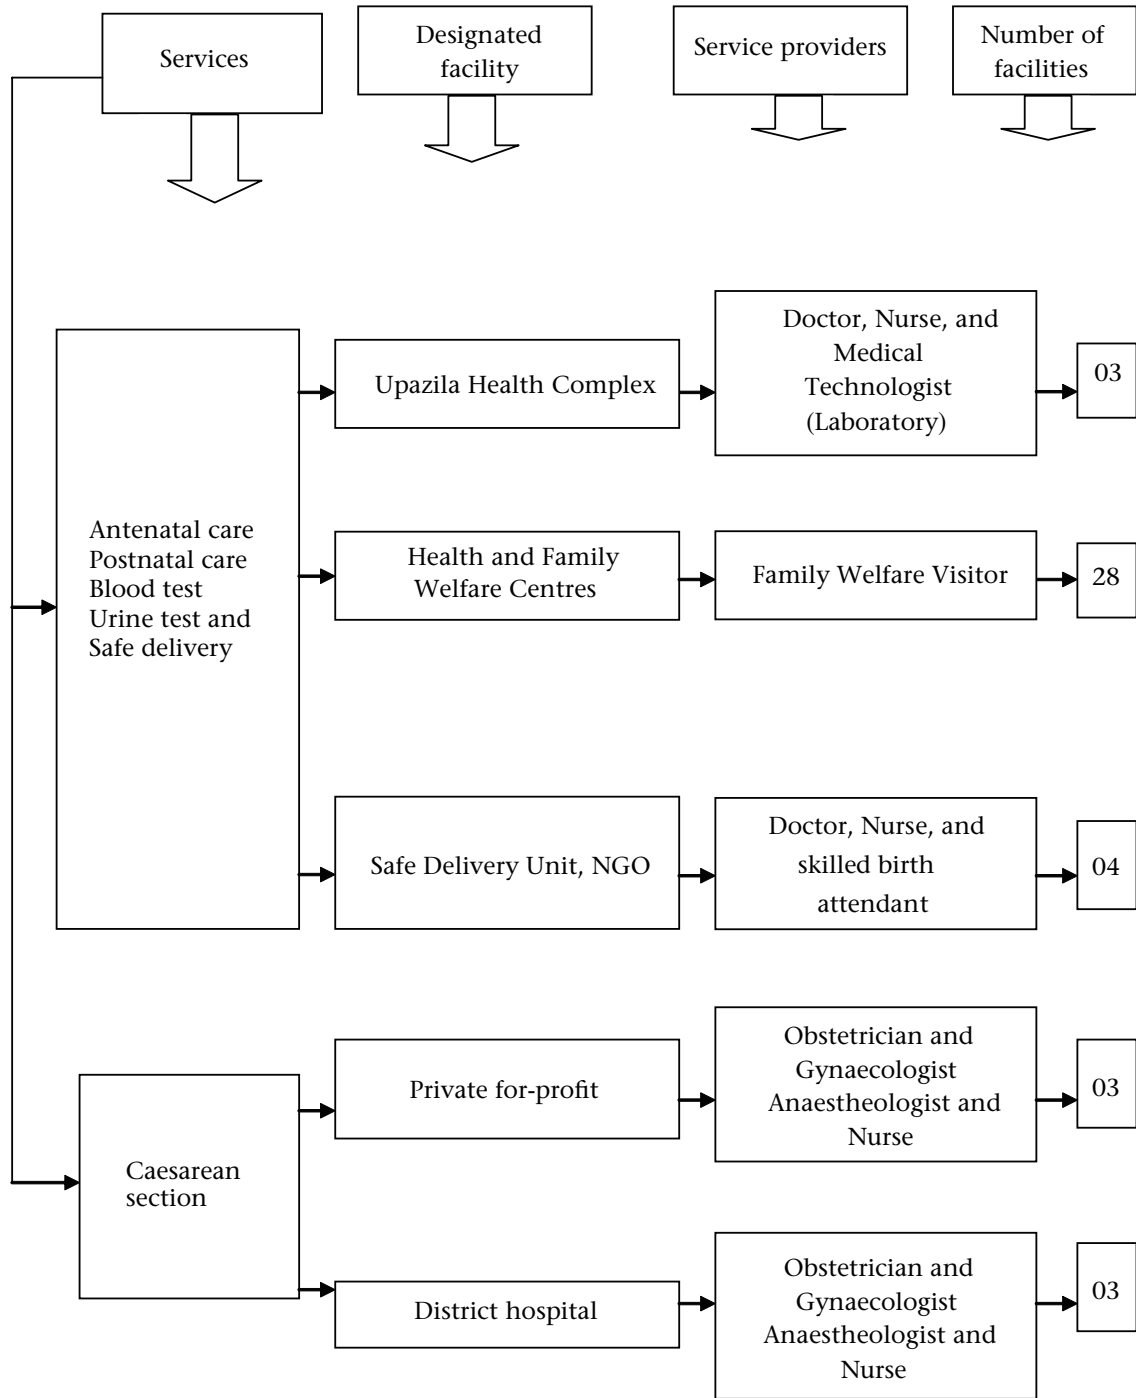 Services
Designated
facility
Service providers
Number of
facilities
Antenatal care
Postnatal care
Blood test
Urine test and
Safe delivery
Upazila Health Complex
Doctor, Nurse, and
Medical
Technologist
(Laboratory)
03
Health and Family
Welfare Centres
Family Welfare Visitor
28
Safe Delivery Unit, NGO
Doctor, Nurse, and
skilled birth
attendant
04
Caesarean
section
Private for-profit
Obstetrician and
Gynaecologist
Anaestheologist and
Nurse
03
District hospital
Obstetrician and
Gynaecologist
Anaestheologist and
Nurse
03